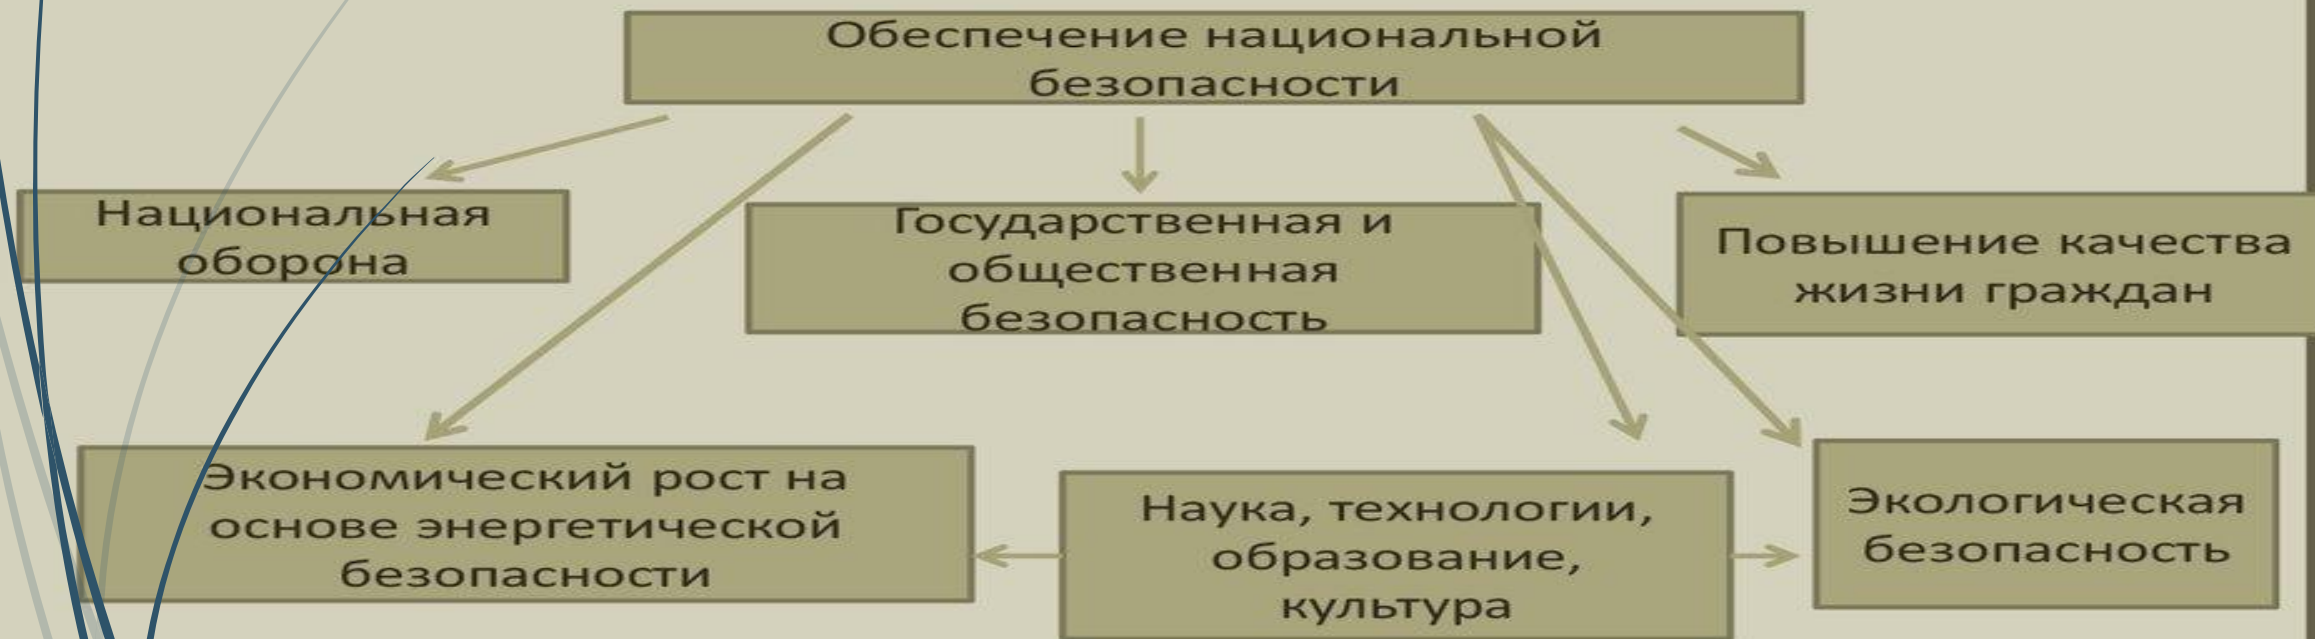 Обеспечение национальной
безопасности
Национальная
оборона
Государственная и
общественная
безопасность
Повышение качества
жизни граждан
Экономический рост на
основе энергетической
безопасности
Наука, технологии,
образование,
культура
Экологическая
безопасность